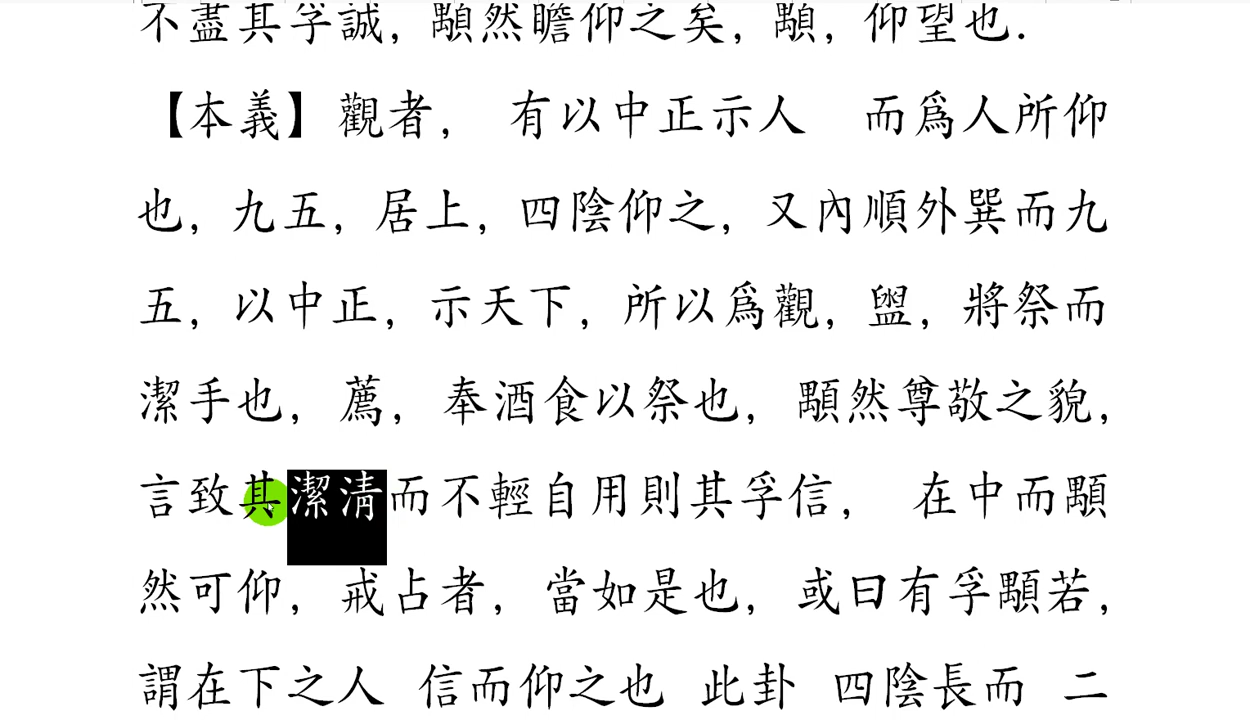 不盡其孚誠, 顒然瞻仰之矣, 顒, 仰望也.
【本義】觀者, 有以中正示人 而爲人所仰
也, 九五, 居上, 四陰仰之, 又內順外巽而九
五, 以中正, 示天下, 所以爲觀, 盥, 將祭而
潔手也, 薦, 奉酒食以祭也, 顒然尊敬之貌,
言致其潔淸而不輕自用則其孚信, 在中而顒
然可仰, 戒占者, 當如是也, 或曰有孚顒若,
謂在下之人 信而仰之也 此卦 四陰長而 二